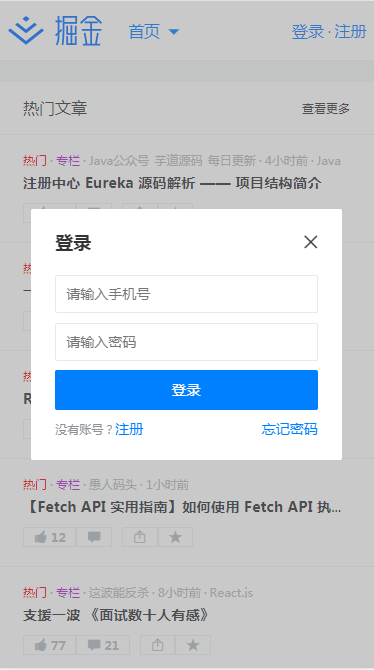 掘金 首页 登录 · 注册
热门文章 查看更多
热门 · 专栏 · Java公众号 芋道源码 每日更新 · 4小时前 · Java
注册中心 Eureka 源码解析 —— 项目结构简介
登录
请输入手机号
请输入密码
登录
没有账号？注册 忘记密码
热门 · 专栏 · 愚人码头 · 1小时前
【Fetch API 实用指南】如何使用 Fetch API 执...
12
热门 · 专栏 · 这波能反杀 · 8小时前 · React.js
支援一波 《面试数十人有感》
77 21